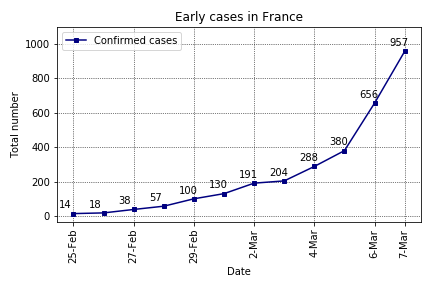 Early cases in France
Confirmed cases
Total number
1000
800
600
400
200
0
14
18
38
57
100
130
191
204
288
380
656
957
25-Feb
27-Feb
29-Feb
2-Mar
4-Mar
6-Mar
7-Mar
Date